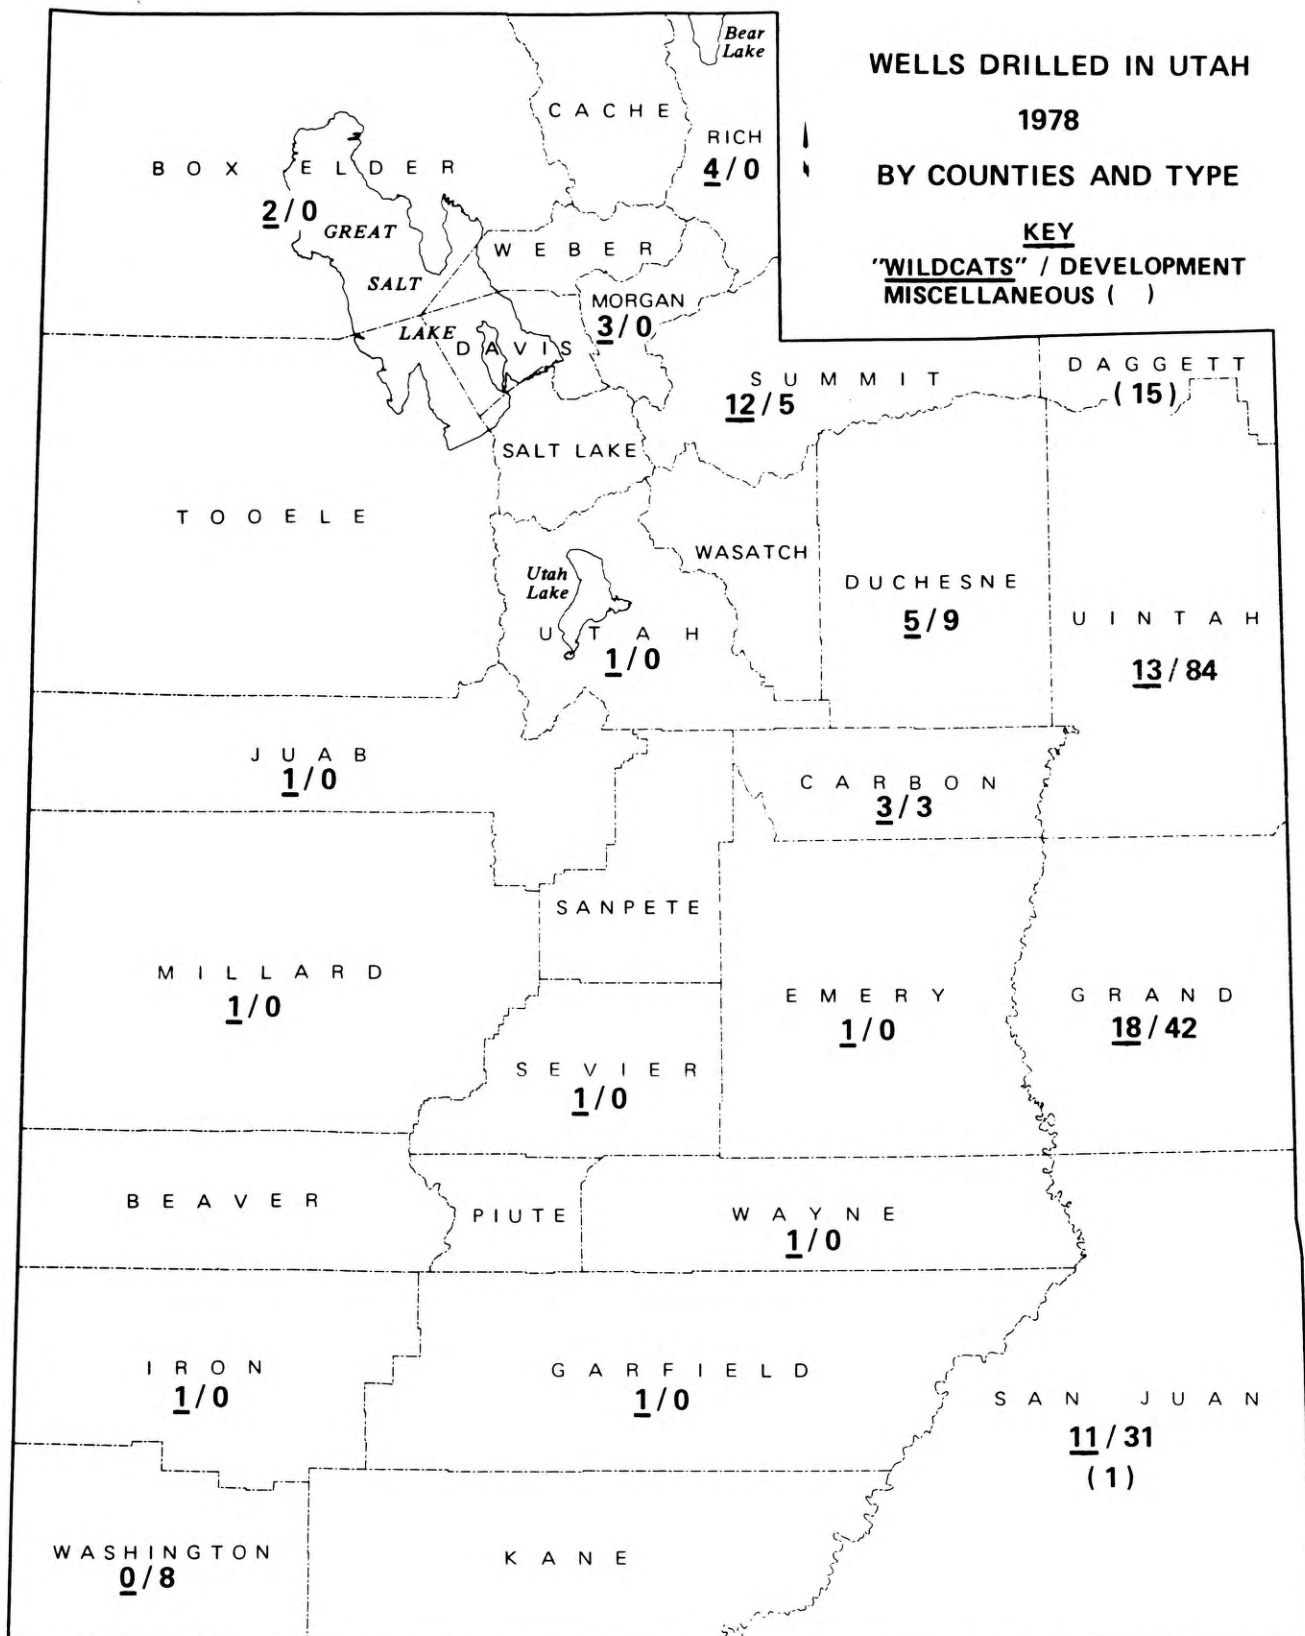 WELLS DRILLED IN UTAH
1978
BY COUNTIES AND TYPE
KEY
"WILDCATS" / DEVELOPMENT
MISCELLANEOUS ( )
Bear
Lake
CACHE
RICH
4/0
BOX ELDER
2/0
GREAT
SALT
LAKE
WEBER
MORGAN
3/0
DAVIS
SUMMIT
12/5
DAGGETT
(15)
SALT LAKE
TOOELE
WASATCH
Utah
Lake
UTAH
1/0
DUCHESNE
5/9
UINTAH
13/84
JUAB
1/0
CARBON
3/3
SANPETE
MILLARD
1/0
EMERY
1/0
GRAND
18/42
SEVIER
1/0
BEAVER
PIUTE
WAYNE
1/0
IRON
1/0
GARFIELD
1/0
SAN JUAN
11/31
(1)
WASHINGTON
0/8
KANE